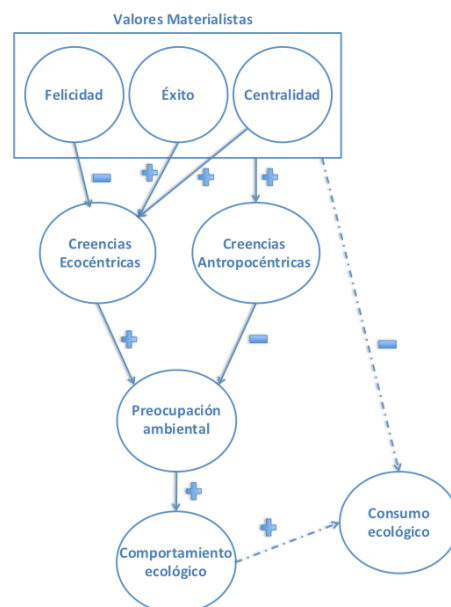 Valores Materialistas
Felicidad
Éxito
Centralidad
Creencias
Ecocéntricas
Creencias
Antropocéntricas
Preocupación
ambiental
Consumo
ecológico
Comportamiento
ecológico